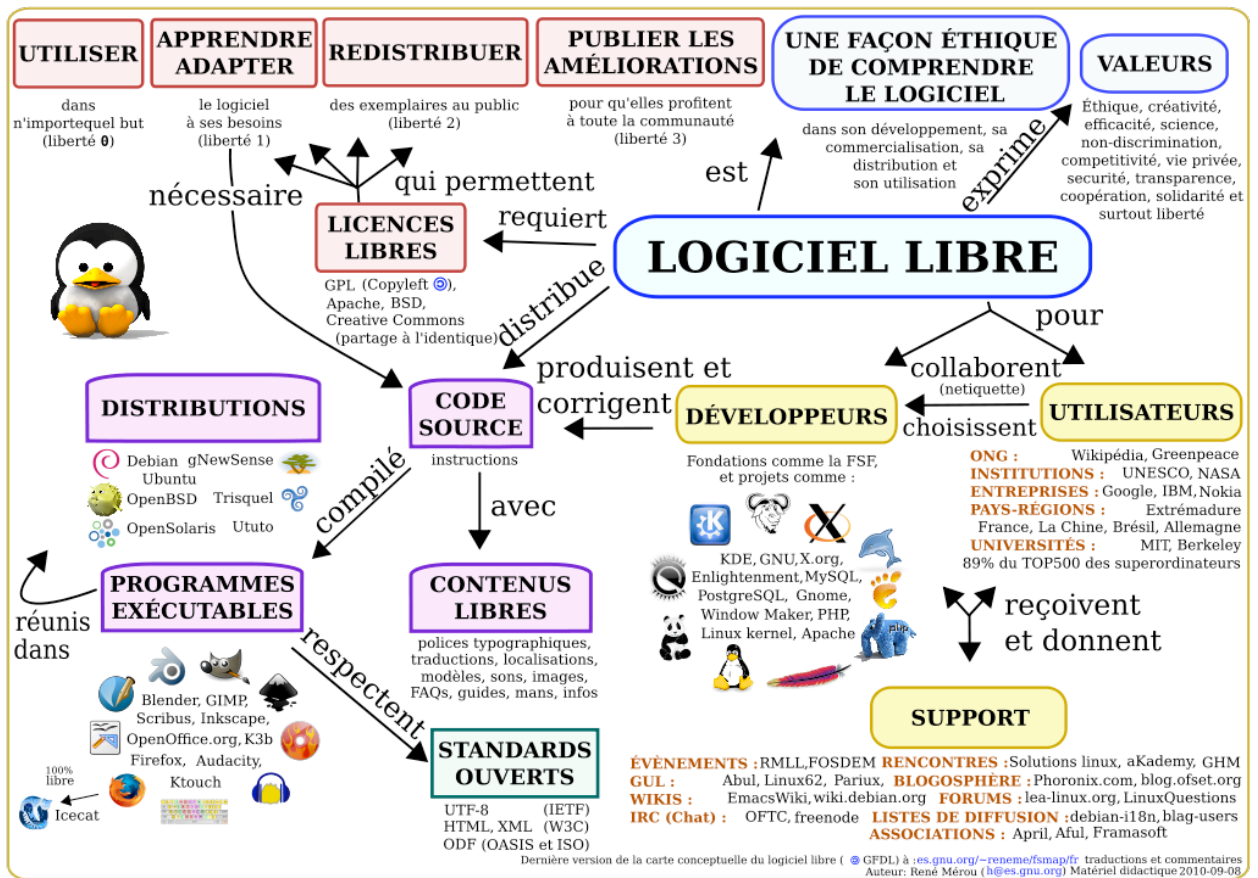 UTILISER
dans
n'importequel but
(liberté 0)
APPRENDRE
ADAPTER
le logiciel
à ses besoins
(liberté 1)
REDISTRIBUER
des exemplaires au public
(liberté 2)
PUBLIER LES
AMÉLIORATIONS
pour qu'elles profitent
à toute la communauté
(liberté 3)
UNE FAÇON ÉTHIQUE
DE COMPRENDRE
LE LOGICIEL
dans son développement, sa
commercialisation, sa
distribution et
son utilisation
VALEURS
Éthique, créativité,
efficacité, science,
non-discrimination,
competitivité, vie privée,
securité, transparence,
coopération, solidarité et
surtout liberté
nécessaire
qui permettent
est
exprime
LICENCES
LIBRES
GPL (Copyleft), 
Apache, BSD,
Creative Commons
(partage à l'identique)
requiert
LOGICIEL LIBRE
distribue
pour
produisent et
corrigent
collaborent
(netiquette)
choisissent
DISTRIBUTIONS
Debian gNewSense
Ubuntu
OpenBSD Trisquel
OpenSolaris Ututo
CODE
SOURCE
instructions
DÉVELOPPEURS
Fondations comme la FSF,
et projets comme :
KDE, GNU, X.org,
Enlightenment, MySQL,
PostgreSQL, Gnome,
Window Maker, PHP,
Linux kernel, Apache
php
UTILISATEURS
ONG : Wikipédia, Greenpeace
INSTITUTIONS : UNESCO, NASA
ENTREPRISES : Google, IBM, Nokia
PAYS-RÉGIONS : Extrémadure
France, La Chine, Brésil, Allemagne
UNIVERSITÉS : MIT, Berkeley
89% du TOP500 des superordinateurs
compilé
avec
réunis
dans
PROGRAMMES
EXÉCUTABLES
Blender, GIMP,
Scribus, Inkscape,
OpenOffice.org, K3b
Firefox, Audacity,
Ktouch
100%
libre
Icecat
respectent
CONTENUS
LIBRES
polices typographiques,
traductions, localisations,
modèles, sons, images,
FAQs, guides, mans, infos
STANDARDS
OUVERTS
UTF-8 (IETF)
HTML, XML (W3C)
ODF (OASIS et ISO)
reçoivent
et donnent
SUPPORT
ÉVÈNEMENTS : RMLL, FOSDEM RENCONTRES : Solutions linux, aKademy, GHM
GUL : Abul, Linux62, Pariux, BLOGOSPHÈRE : Phoronix.com, blog.ofset.org
WIKIS : EmacsWiki, wiki.debian.org FORUMS : lea-linux.org, LinuxQuestions
IRC (Chat) : OFTC, freenode LISTES DE DIFFUSION : debian-i18n, blag-users
ASSOCIATIONS : April, Aful, Framasoft
Dernière version de la carte conceptuelle du logiciel libre ( GFDL) à :es.gnu.org/~reneme/fsmap/fr traductions et commentaires
Auteur: René Mérou (h@es.gnu.org) Matériel didactique 2010-09-08